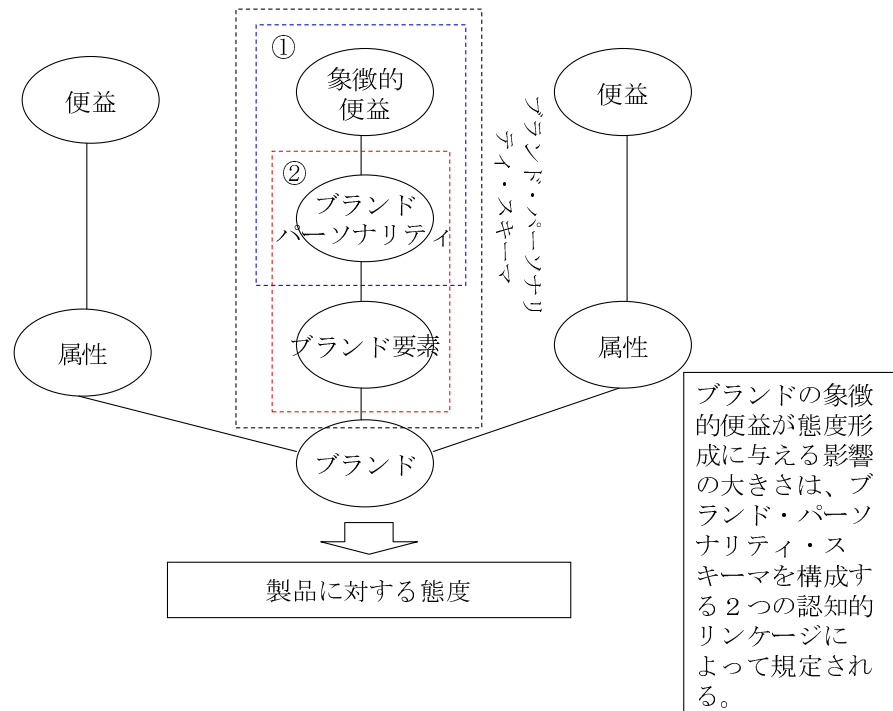 ①
象徴的
便益
便益
便益
②
ブランド
パーソナリティ
ブランド・パーソナリ
ティ・スキーマ
属性
ブランド要素
属性
ブランド
製品に対する態度
ブランドの象徴
的便益が態度形
成に与える影響
の大きさは、ブ
ランド・パーソ
ナリティ・ス
キーマを構成す
る２つの認知的
リンケージに
よって規定され
る。